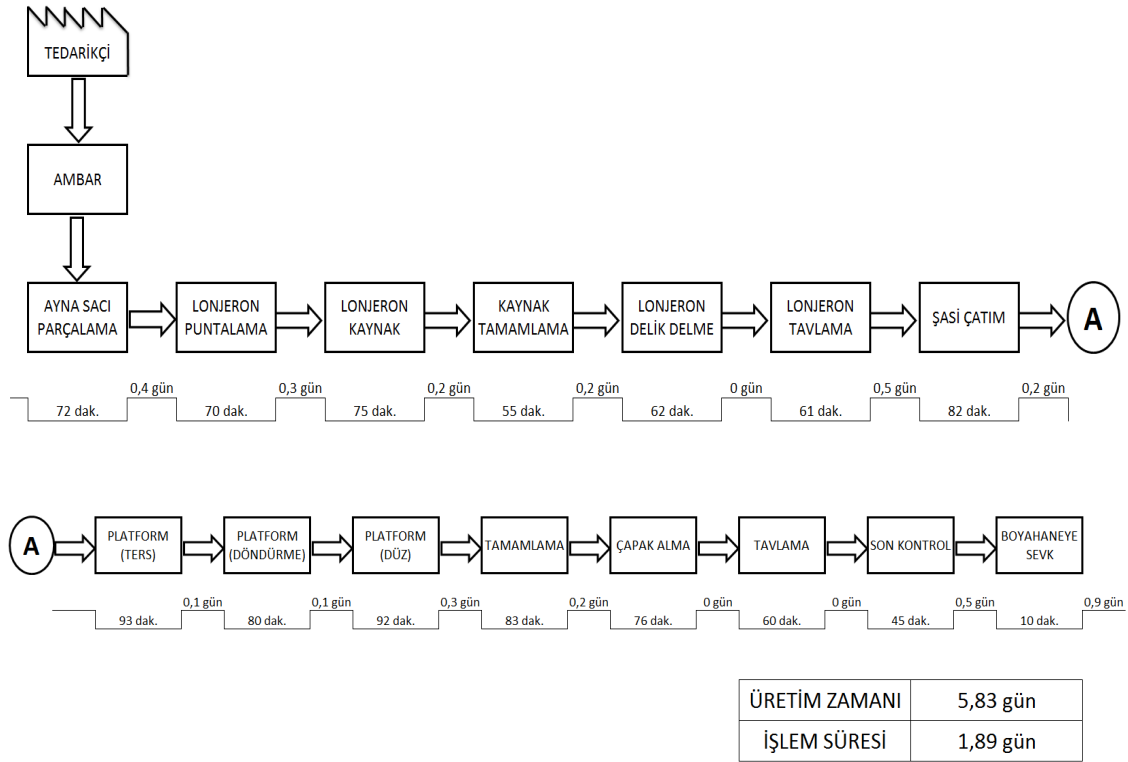 TEDARİKÇİ
AMBAR
AYNA SACI
PARÇALAMA
LONJERON
PUNTALAMA
LONJERON
KAYNAK
KAYNAK
TAMAMLAMA
LONJERON
DELİK DELME
LONJERON
TAVLAMA
ŞASİ ÇATIM
A
0,4 gün
0,3 gün
0,2 gün
0,2 gün
0 gün
0,5 gün
0,2 gün
72 dak.
70 dak.
75 dak.
55 dak.
62 dak.
61 dak.
82 dak.
A
PLATFORM
(TERS)
PLATFORM
(DÖNDÜRME)
PLATFORM
(DÜZ)
TAMAMLAMA
ÇAPAK ALMA
TAVLAMA
SON KONTROL
BOYAHANEYE
SEVK
0,1 gün
0,1 gün
0,3 gün
0,2 gün
0 gün
0 gün
0,5 gün
0,9 gün
93 dak.
80 dak.
92 dak.
83 dak.
76 dak.
60 dak.
45 dak.
10 dak.
ÜRETİM ZAMANI 5,83 gün
İŞLEM SÜRESİ 1,89 gün